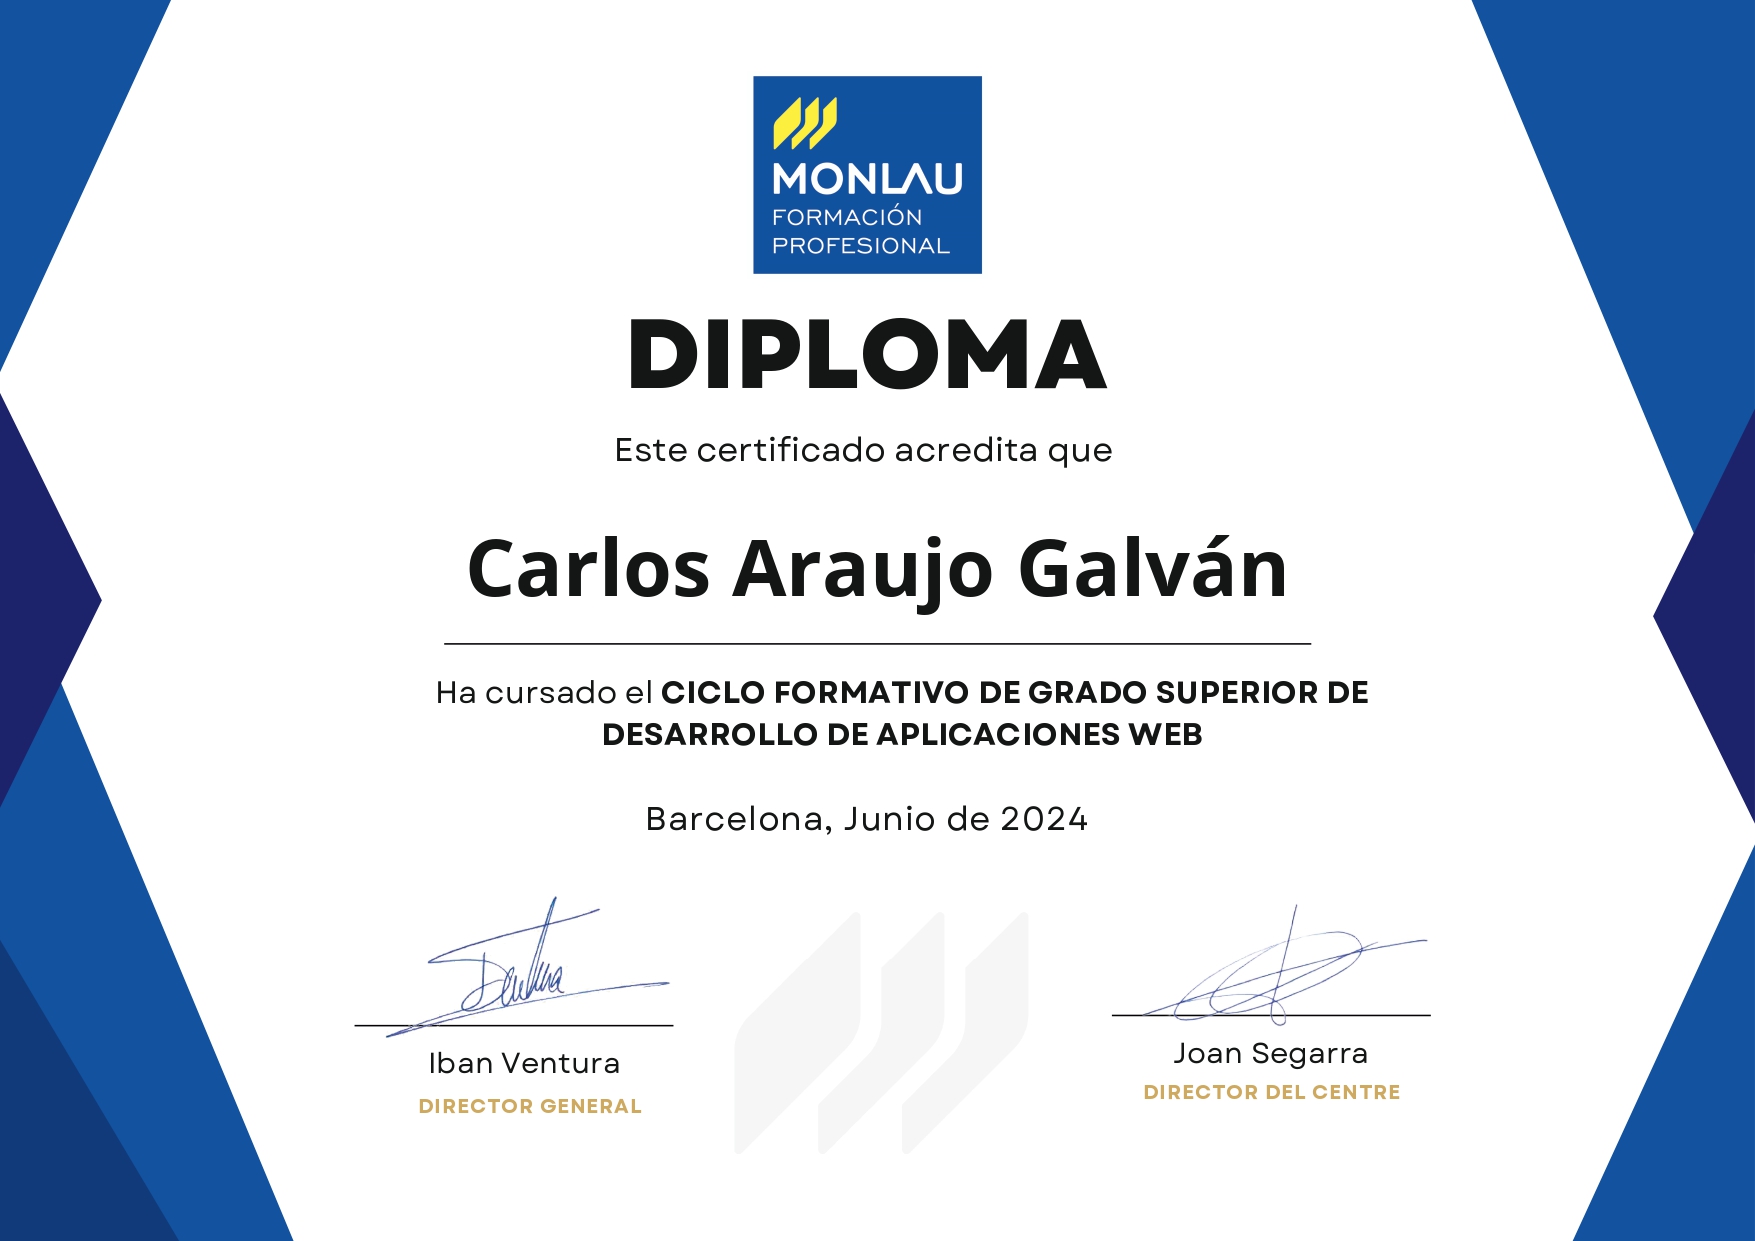 MONLAU
FORMACIÓN
PROFESIONAL
DIPLOMA
Este certificado acredita que
Carlos Araujo Galván
Ha cursado el CICLO FORMATIVO DE GRADO SUPERIOR DE
DESARROLLO DE APLICACIONES WEB
Barcelona, Junio de 2024
Iban Ventura
DIRECTOR GENERAL
Joan Segarra
DIRECTOR DEL CENTRE